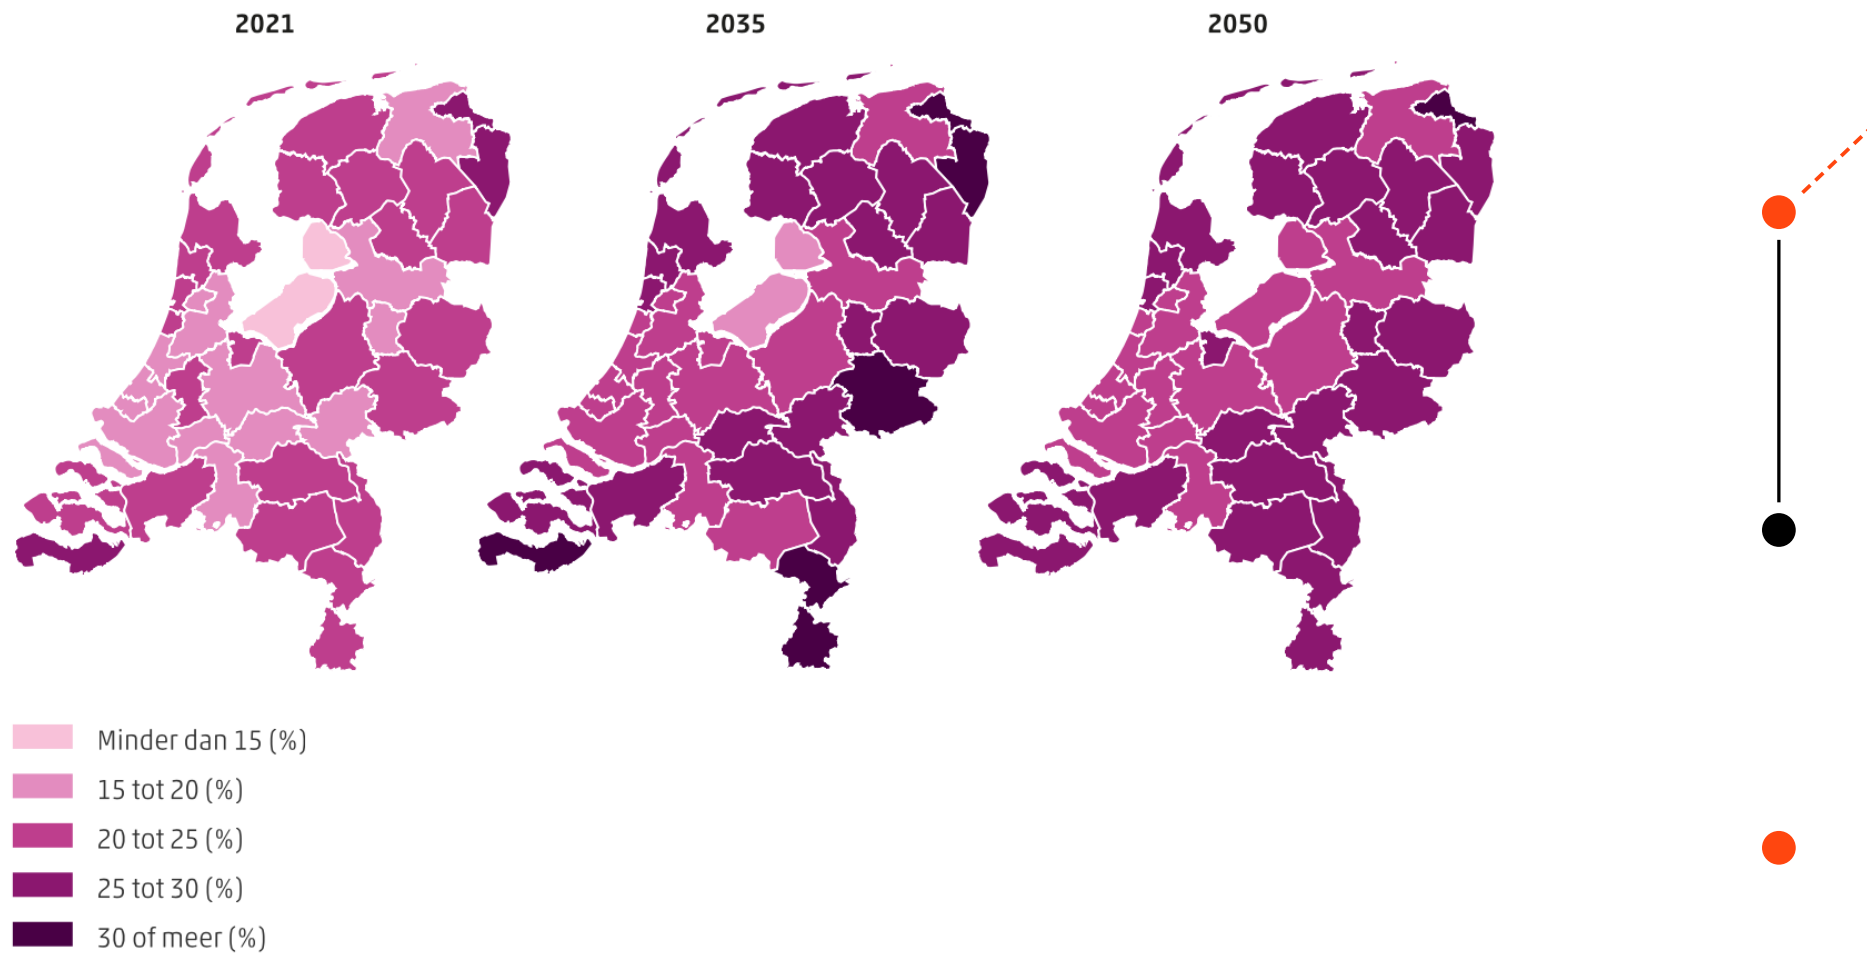 2021
2035
2050
Minder dan 15 (%)
15 tot 20 (%)
20 tot 25 (%)
25 tot 30 (%)
30 of meer (%)